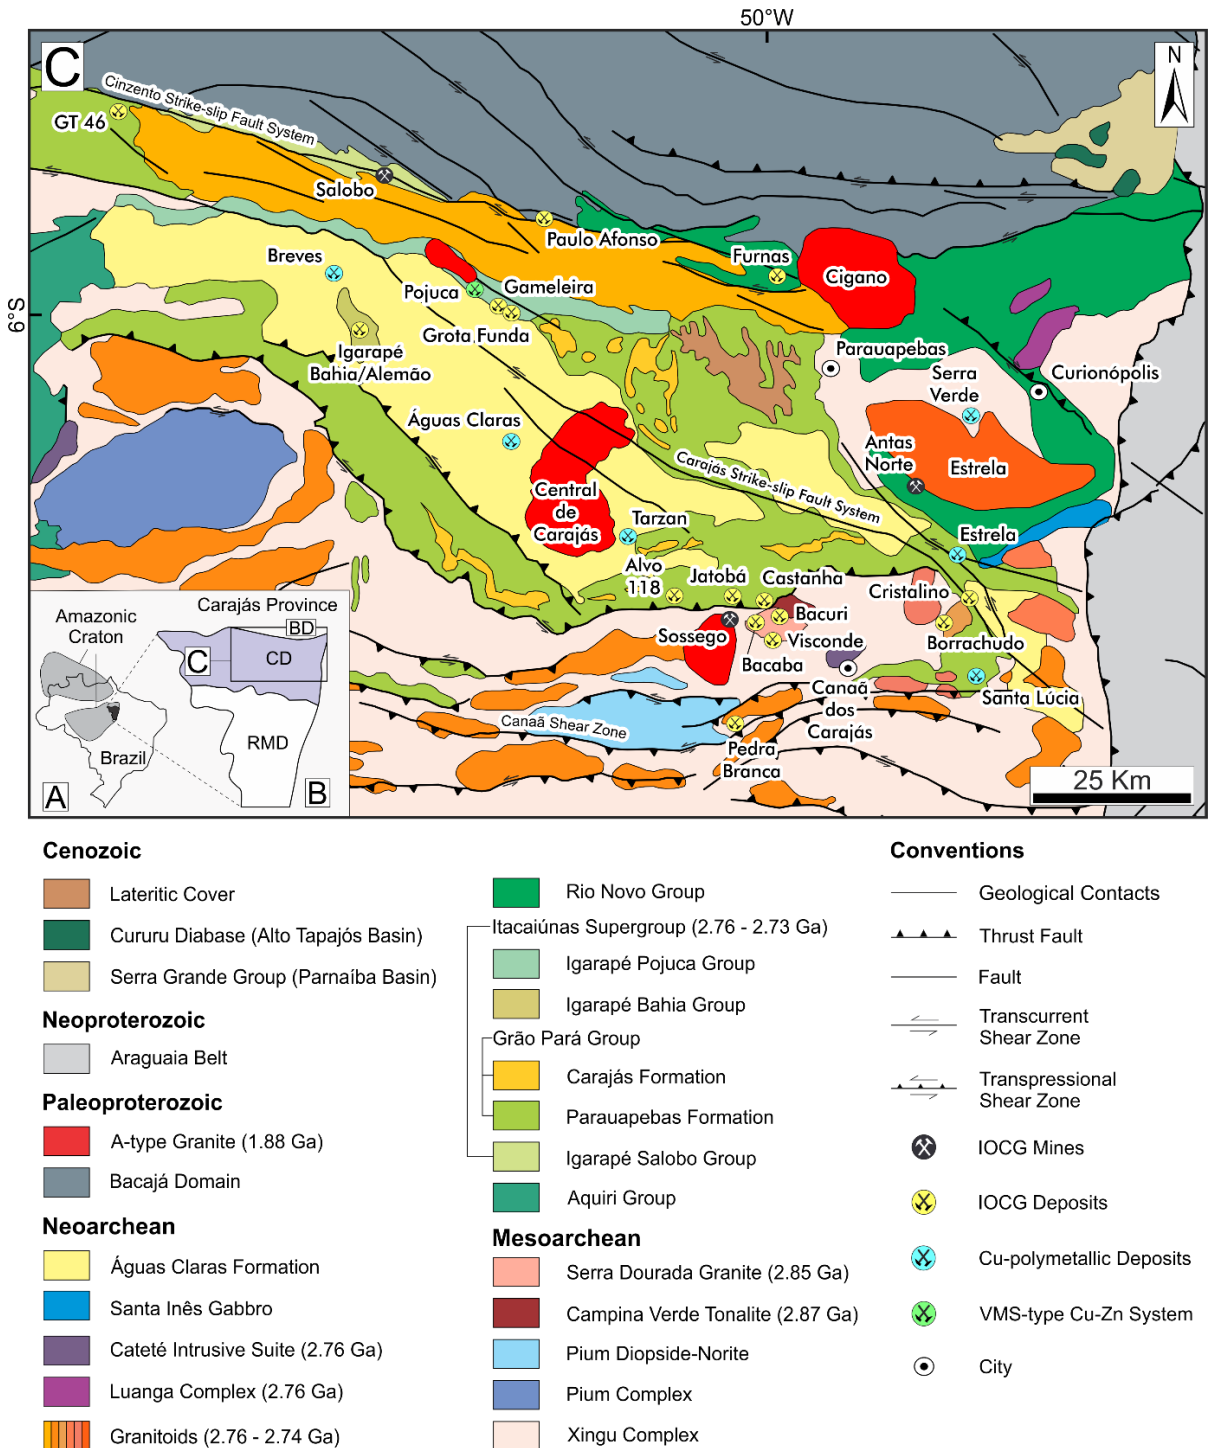 50°W
C
N
6°S
Cinzento Strike-slip Fault System
GT 46
Salobo
Paulo Afonso
Breves
Furnas
Cigano
Pojuca
Gameleira
Grota Funda
Igarapé
Bahia/Alemão
Parauapebas
Serra
Verde
Curionópolis
Águas Claras
Antas
Norte
Estrela
Carajás Strike-slip Fault System
Central
de
Carajás
Tarzan
Estrela
Alvo
118
Jatobá
Castanha
Cristalino
Bacuri
Sossego
Visconde
Borrachudo
Bacaba
Canaã
dos
Carajás
Santa Lúcia
Canaã Shear Zone
Pedra
Branca
25 Km
Amazonic
Craton
Carajás Province
BD
C
CD
RMD
Brazil
A
B
Cenozoic
Lateritic Cover
Cururu Diabase (Alto Tapajós Basin)
Serra Grande Group (Parnaíba Basin)
Neoproterozoic
Araguaia Belt
Paleoproterozoic
A-type Granite (1.88 Ga)
Bacajá Domain
Neoarchean
Águas Claras Formation
Santa Inês Gabbro
Cateté Intrusive Suite (2.76 Ga)
Luanga Complex (2.76 Ga)
Granitoids (2.76 - 2.74 Ga)
Rio Novo Group
Itacaiúnas Supergroup (2.76 - 2.73 Ga)
Igarapé Pojuca Group
Igarapé Bahia Group
Grão Pará Group
Carajás Formation
Parauapebas Formation
Igarapé Salobo Group
Aquiri Group
Mesoarchean
Serra Dourada Granite (2.85 Ga)
Campina Verde Tonalite (2.87 Ga)
Pium Diopside-Norite
Pium Complex
Xingu Complex
Conventions
Geological Contacts
Thrust Fault
Fault
Transcurrent
Shear Zone
Transpressional
Shear Zone
IOCG Mines
IOCG Deposits
Cu-polymetallic Deposits
VMS-type Cu-Zn System
City